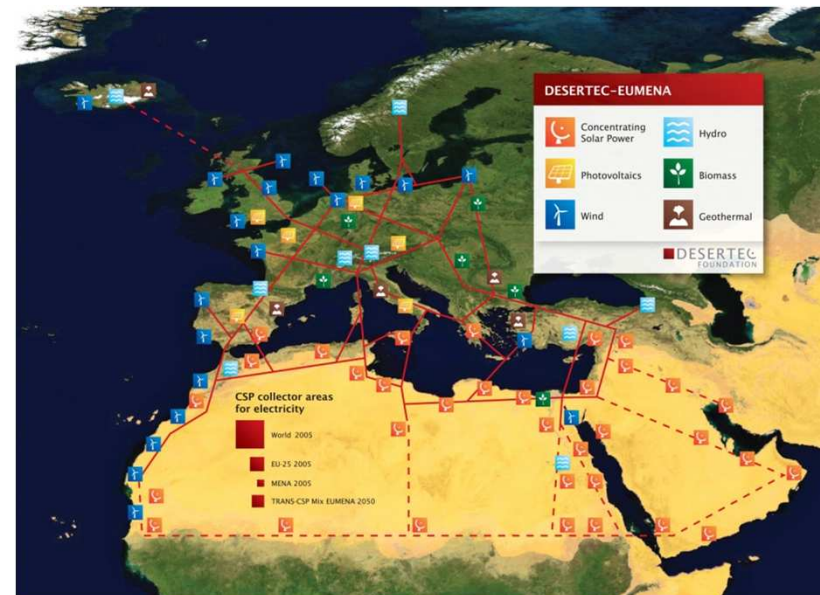 DESERTEC–EUMENA
Concentrating
Solar Power
Hydro
Photovoltaics
Biomass
Wind
Geothermal
DESERTEC
FOUNDATION
CSP collector areas
for electricity
World 2005
EU-25 2005
MENA 2005
TRANS-CSP Mix EUMENA 2050